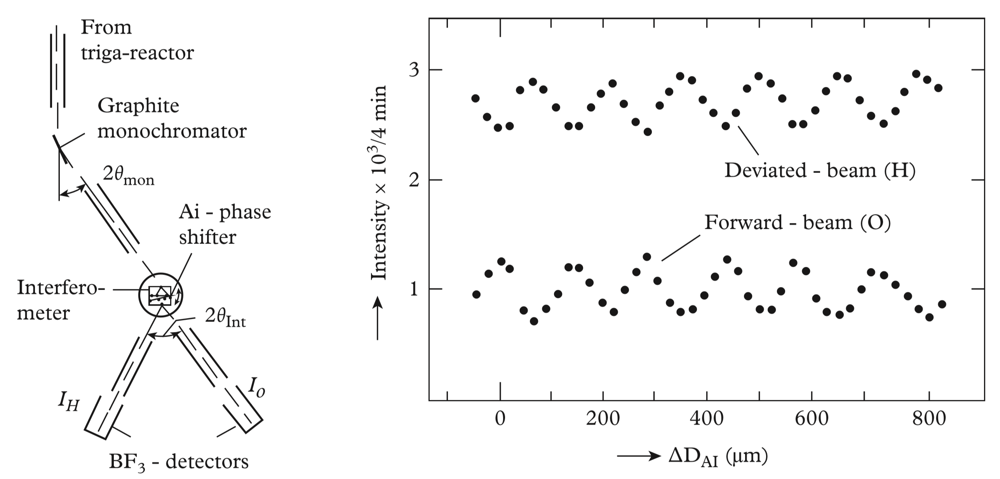 From
triga-reactor
Graphite
monochromator
2θmon
Ai - phase
shifter
Interfero-
meter
2θInt
IH
IO
BF3 - detectors
Intensity × 10³/4 min
3
2
1
Deviated - beam (H)
Forward - beam (O)
0 200 400 600 800
ΔDAI (μm)